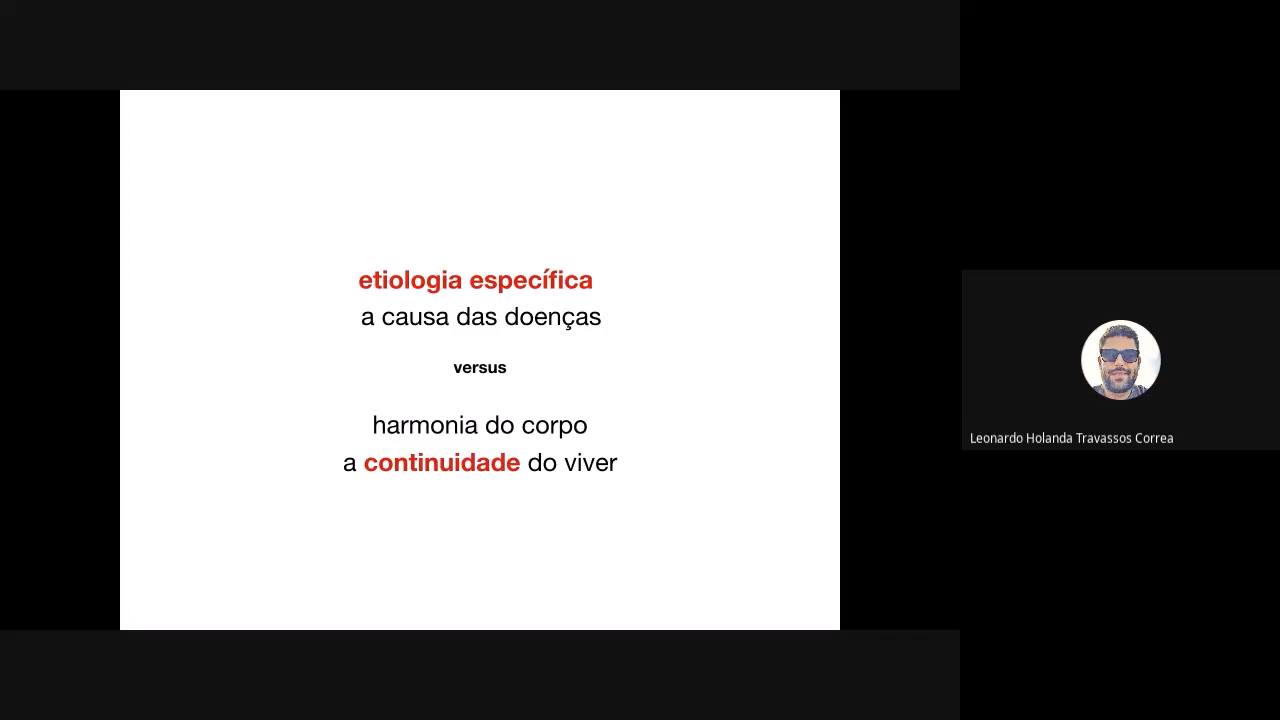 etiologia específica
a causa das doenças
versus
harmonia do corpo
a continuidade do viver
Leonardo Holanda Travassos Correa